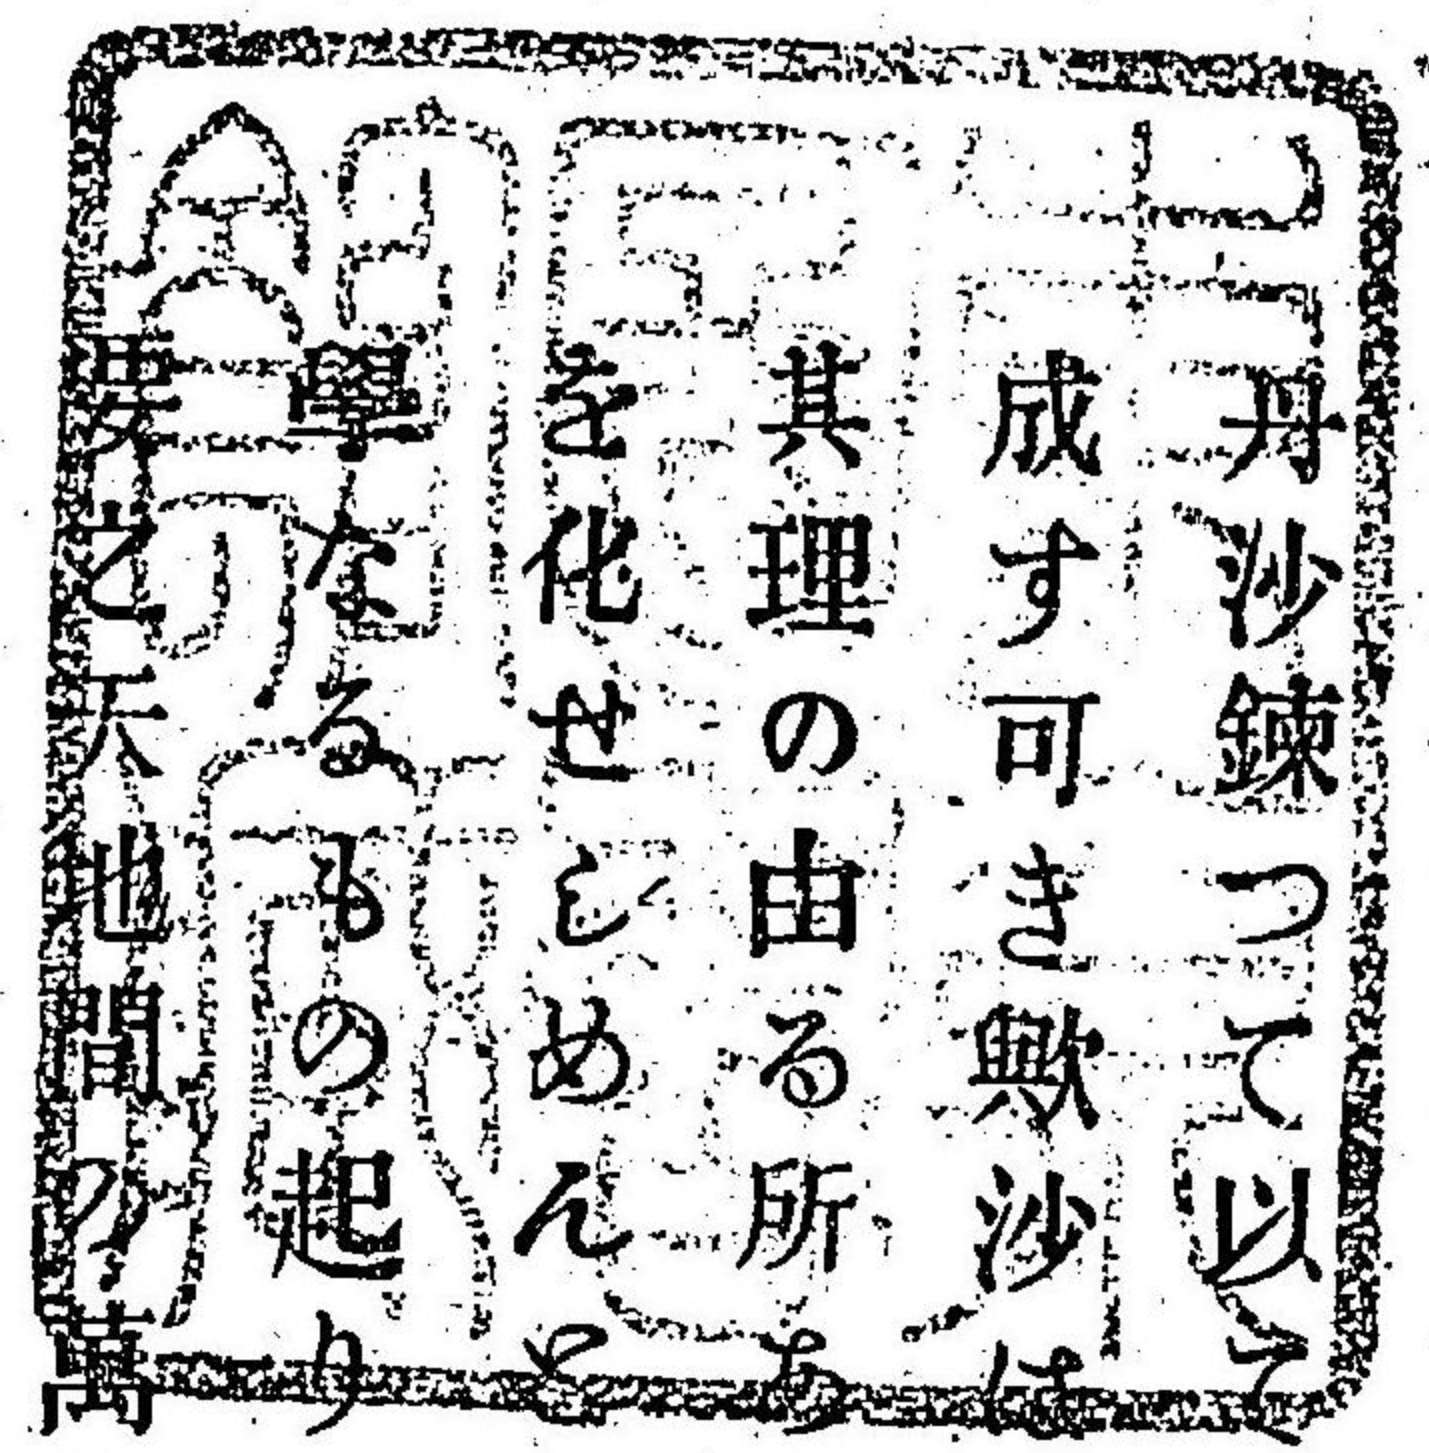 丹沙鍊つて以て
成す可き歟沙は
其理の由る所あ
を化せしめんと
學なるもの起り
要之天地間の萬